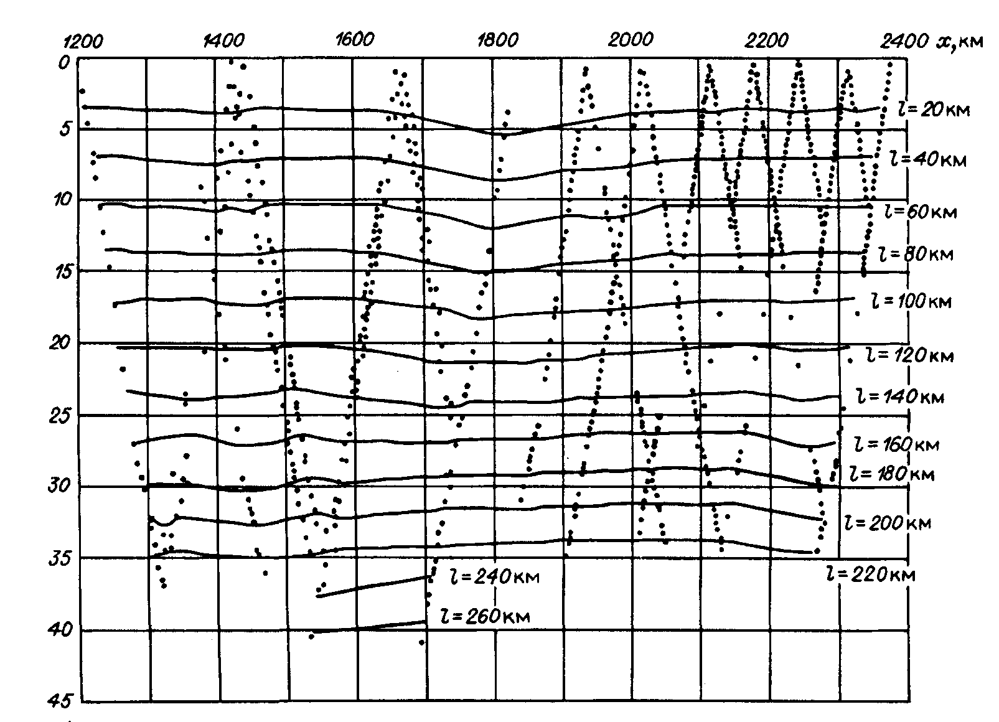 1200 1400 1600 1800 2000 2200 2400 x, км
0
l=20 км
5
l=40 км
10
l=60 км
l=80 км
15
l=100 км
20
l=120 км
l=140 км
25
l=160 км
l=180 км
30
l=200 км
35
l=240 км l=220 км
l=260 км
40
45